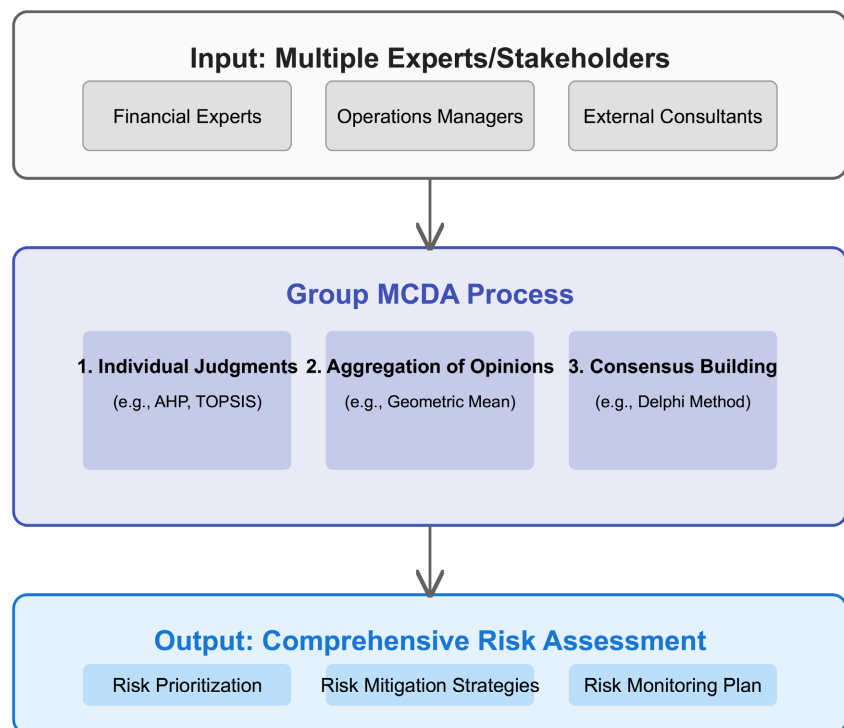 Input: Multiple Experts/Stakeholders
Financial Experts
Operations Managers
External Consultants
Group MCDA Process
1. Individual Judgments
(e.g., AHP, TOPSIS)
2. Aggregation of Opinions
(e.g., Geometric Mean)
3. Consensus Building
(e.g., Delphi Method)
Output: Comprehensive Risk Assessment
Risk Prioritization
Risk Mitigation Strategies
Risk Monitoring Plan